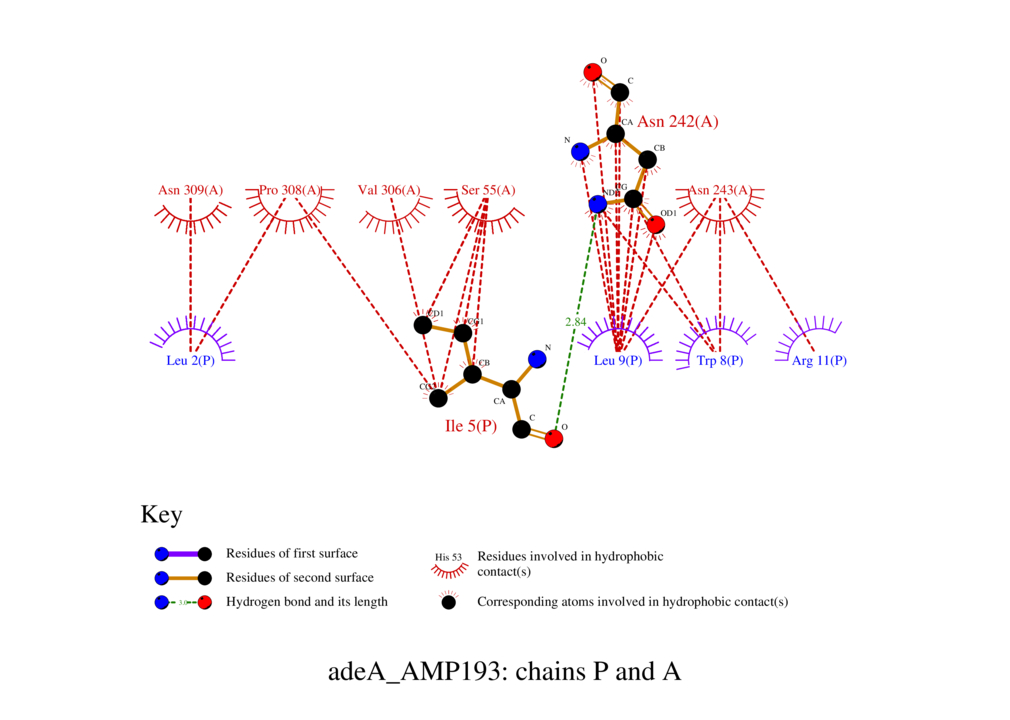 O
C
CA
Asn 242(A)
N
CB
Asn 309(A)
Pro 308(A)
Val 306(A)
Ser 55(A)
Asn 243(A)
OD1
CD1
CG1
2.84
N
Leu 2(P)
CB
Leu 9(P)
Trp 8(P)
Arg 11(P)
CA
C
O
Ile 5(P)
Key
Residues of first surface
Residues of second surface
3.0
Hydrogen bond and its length
His 53
Residues involved in hydrophobic
contact(s)
Corresponding atoms involved in hydrophobic contact(s)
adeA_AMP193: chains P and A